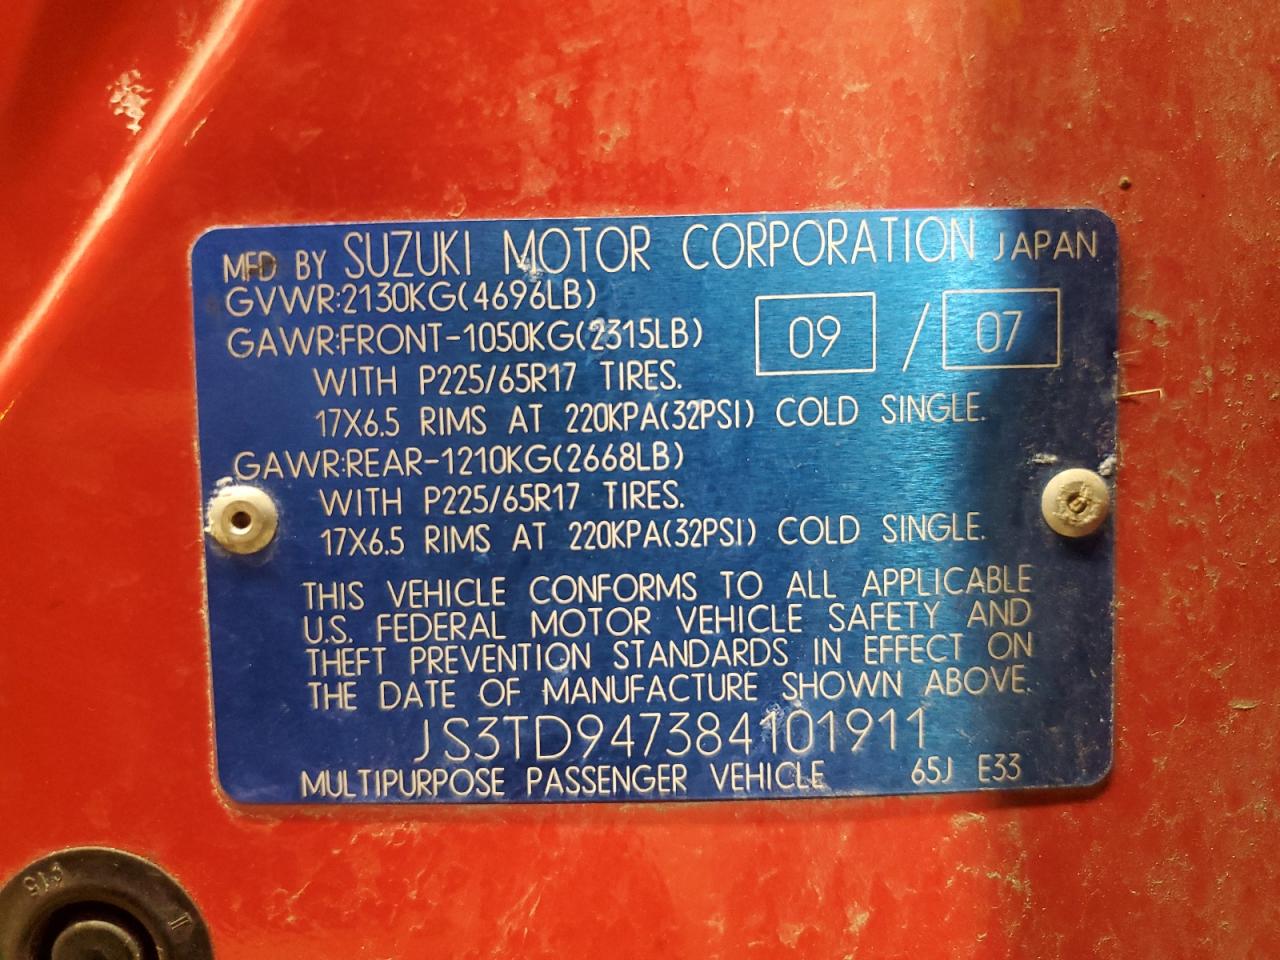 MFD BY SUZUKI MOTOR CORPORATION JAPAN
GVWR:2130KG(4696LB)
09 / 07
GAWR:FRONT-1050KG(2315LB)
WITH P225/65R17 TIRES.
17X6.5 RIMS AT 220KPA(32PSI) COLD SINGLE.
GAWR:REAR-1210KG(2668LB)
WITH P225/65R17 TIRES.
17X6.5 RIMS AT 220KPA(32PSI) COLD SINGLE.
THIS VEHICLE CONFORMS TO ALL APPLICABLE
U.S. FEDERAL MOTOR VEHICLE SAFETY AND
THEFT PREVENTION STANDARDS IN EFFECT ON
THE DATE OF MANUFACTURE SHOWN ABOVE.
JS3TD947384101911
MULTIPURPOSE PASSENGER VEHICLE 65J E33